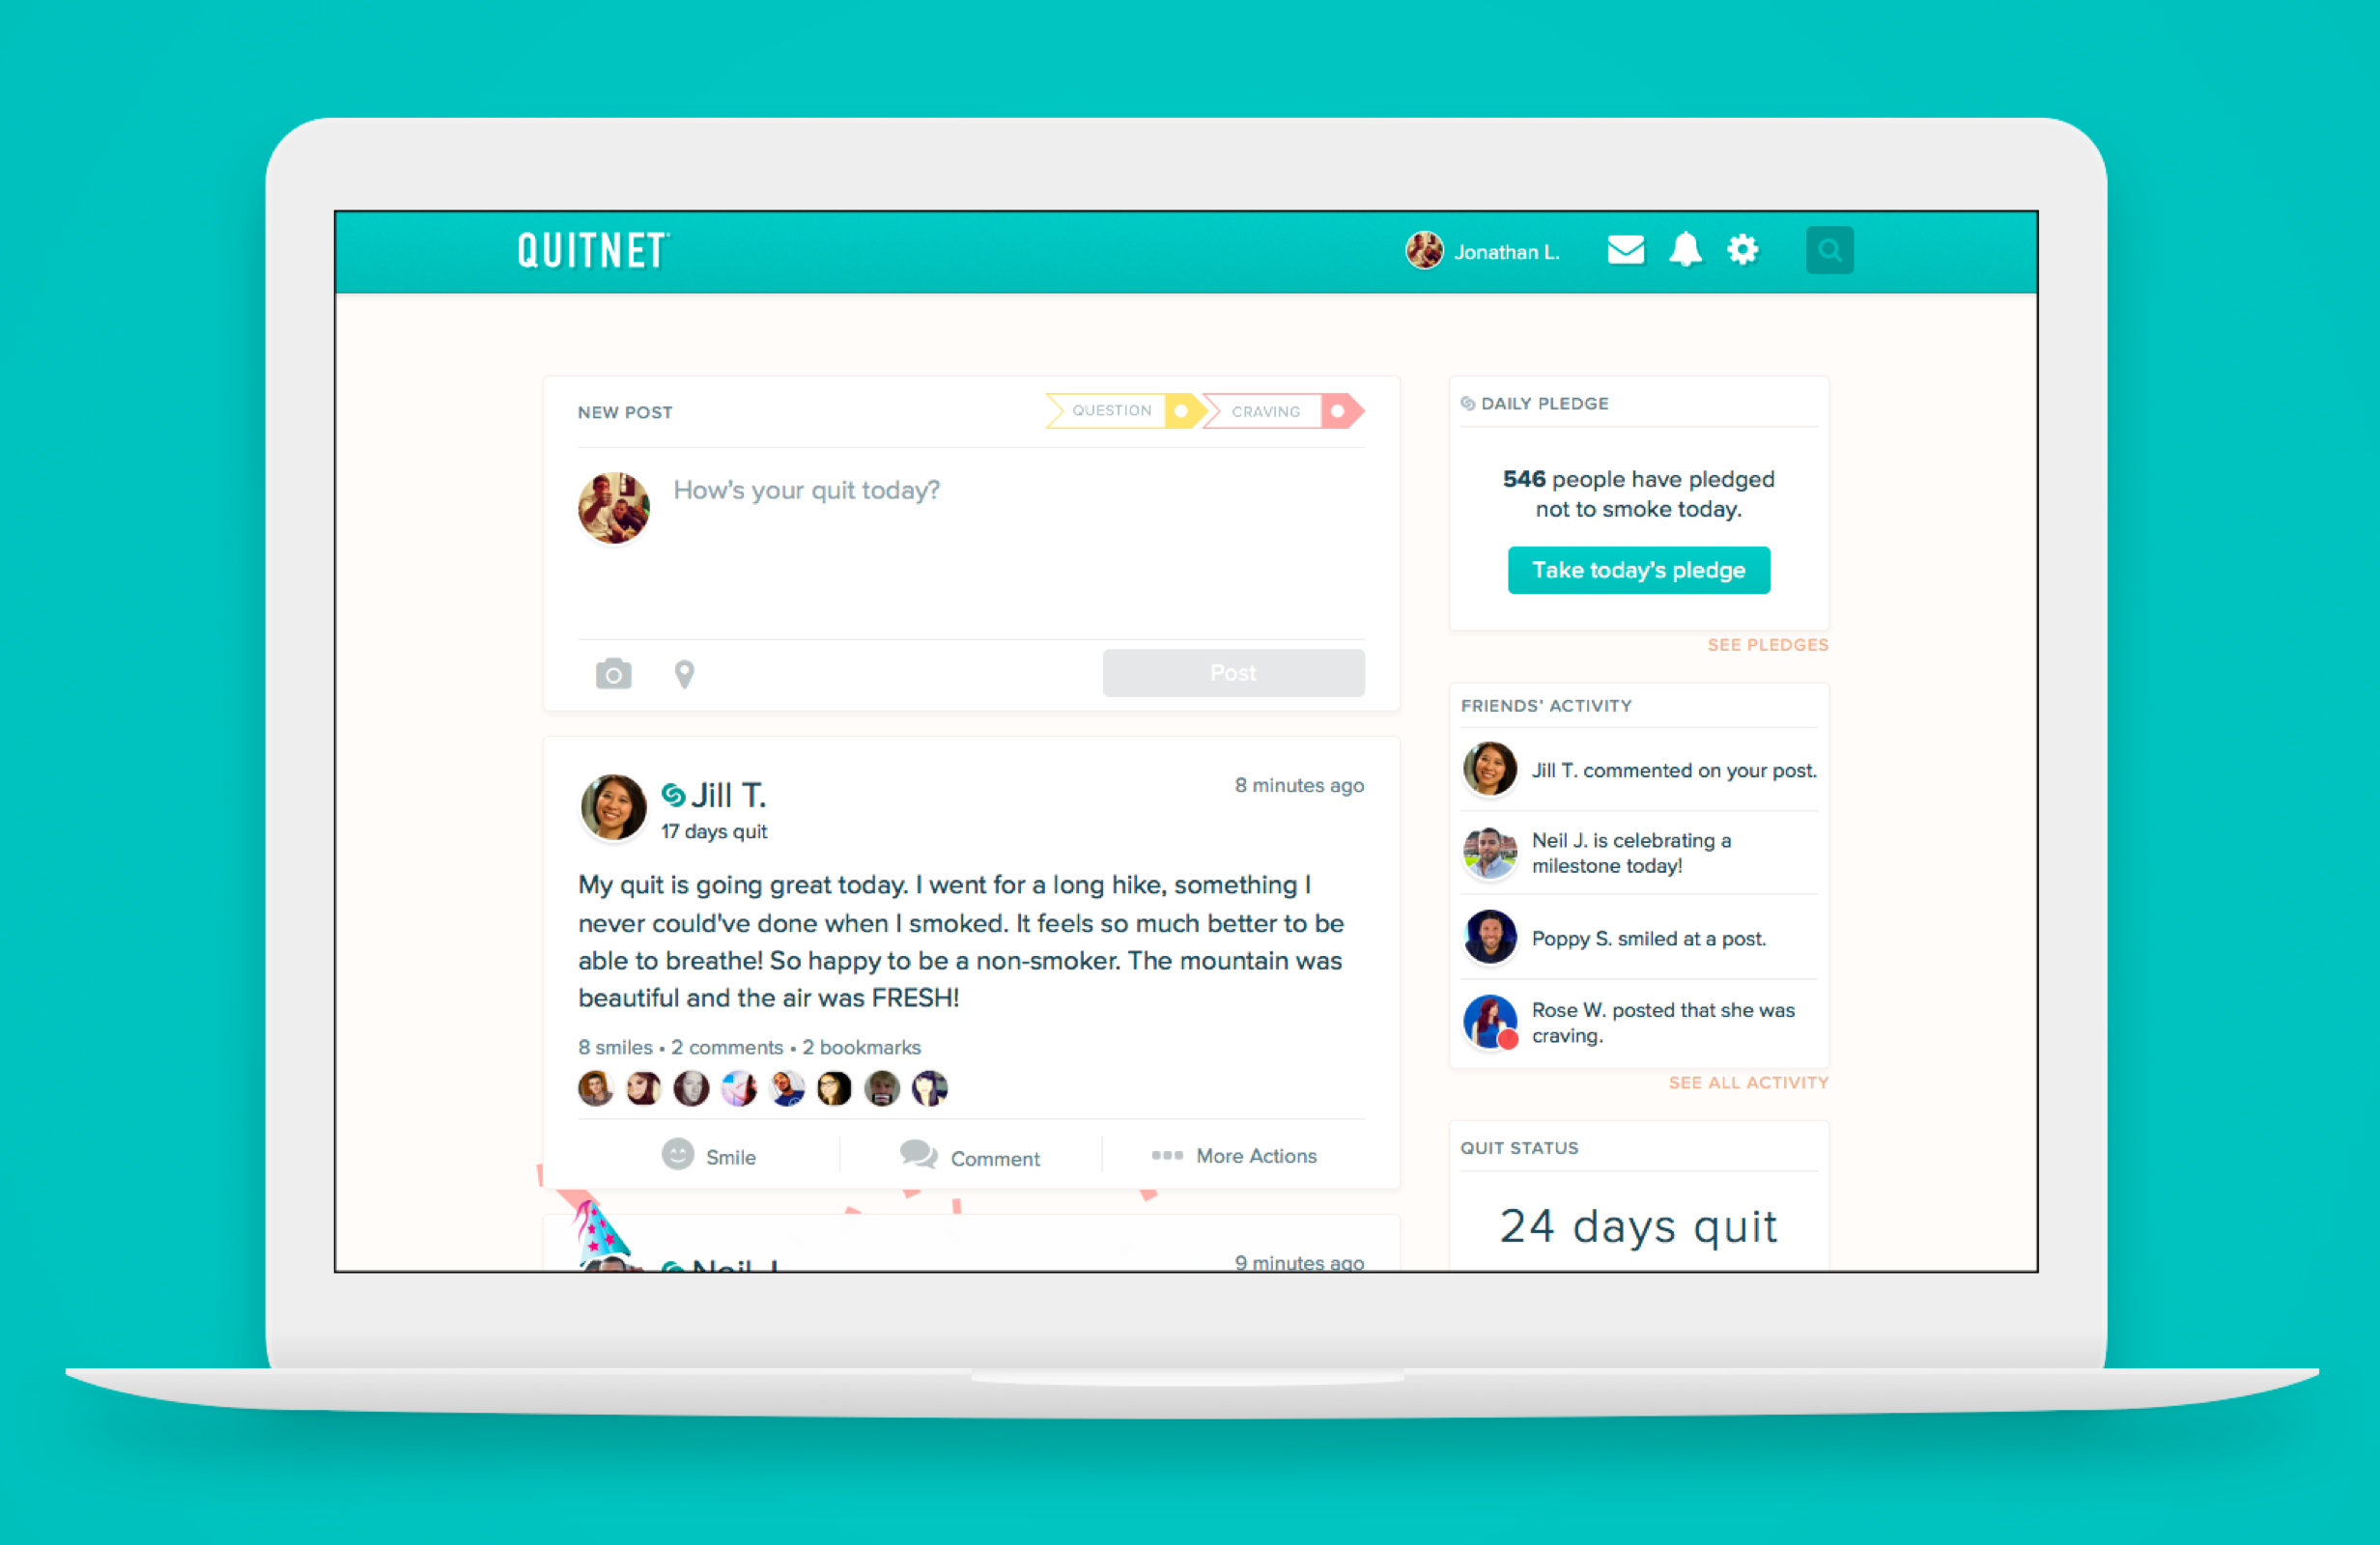 QUITNET
Jonathan L.
NEW POST
QUESTION
CRAVING
How's your quit today?
Post
Jill T.
8 minutes ago
17 days quit
My quit is going great today. I went for a long hike, something I
never could've done when I smoked. It feels so much better to be
able to breathe! So happy to be a non-smoker. The mountain was
beautiful and the air was FRESH!
8 smiles • 2 comments • 2 bookmarks
Smile
Comment
More Actions
Neil J.
9 minutes ago
DAILY PLEDGE
546 people have pledged
not to smoke today.
Take today's pledge
SEE PLEDGES
FRIENDS' ACTIVITY
Jill T. commented on your post.
Neil J. is celebrating a
milestone today!
Poppy S. smiled at a post.
Rose W. posted that she was
craving.
SEE ALL ACTIVITY
QUIT STATUS
24 days quit